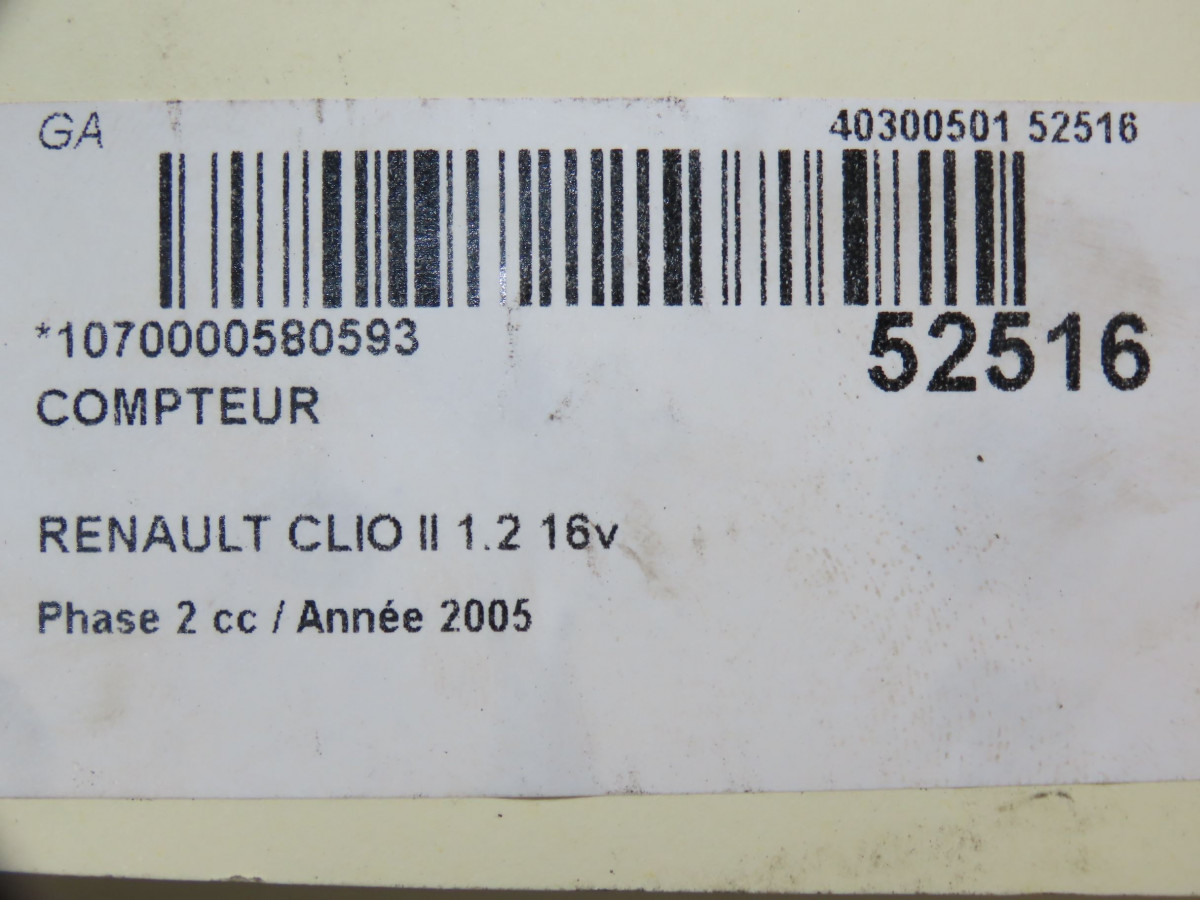 GA
40300501 52516
*1070000580593
52516
COMPTEUR
RENAULT CLIO II 1.2 16v
Phase 2 cc / Année 2005